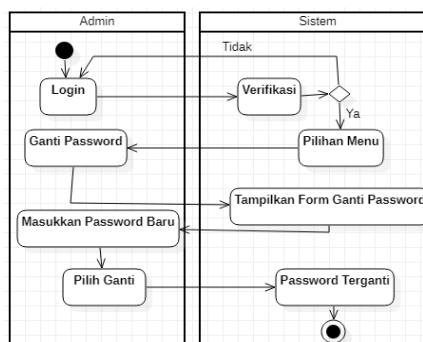 Admin
Sistem
Tidak
Login
Verifikasi
Ya
Ganti Password
Pilihan Menu
Tampilkan Form Ganti Password
Masukkan Password Baru
Pilih Ganti
Password Terganti